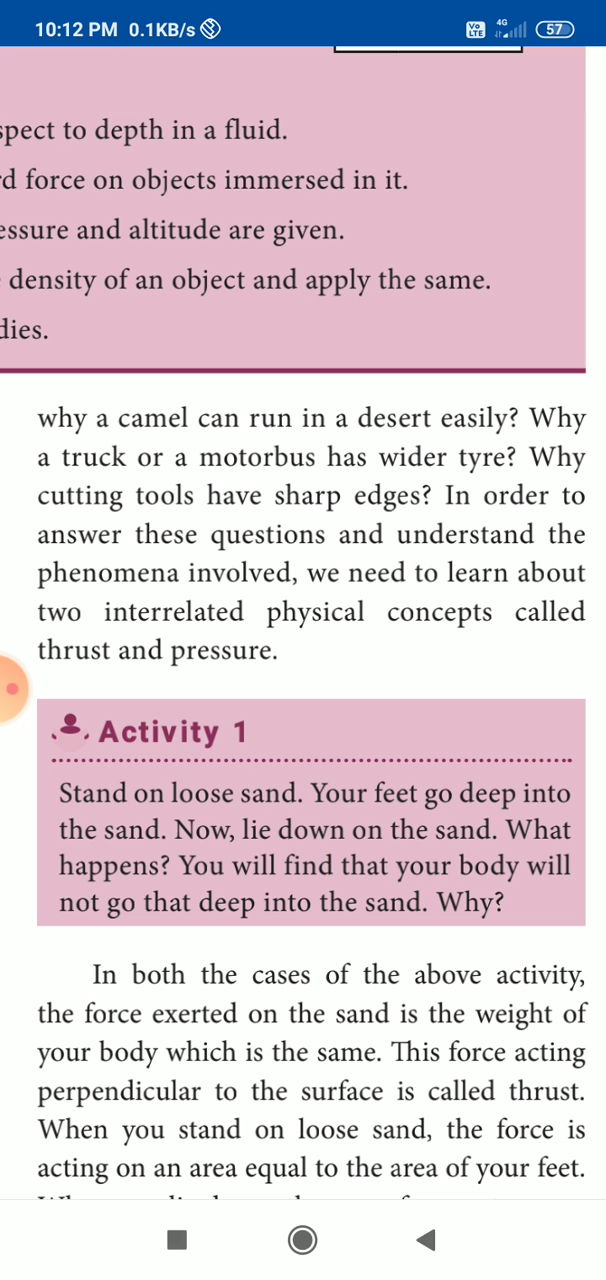 10:12 PM 0.1KB/s
Vo LTE 4G 57
to depth in a fluid.
force on objects immersed in it.
and altitude are given.
density of an object and apply the same.
why a camel can run in a desert easily? Why
a truck or a motorbus has wider tyre? Why
cutting tools have sharp edges? In order to
answer these questions and understand the
phenomena involved, we need to learn about
two interrelated physical concepts called
thrust and pressure.
Activity 1
Stand on loose sand. Your feet go deep into
the sand. Now, lie down on the sand. What
happens? You will find that your body will
not go that deep into the sand. Why?
In both the cases of the above activity,
the force exerted on the sand is the weight of
your body which is the same. This force acting
perpendicular to the surface is called thrust.
When you stand on loose sand, the force is
acting on an area equal to the area of your feet.